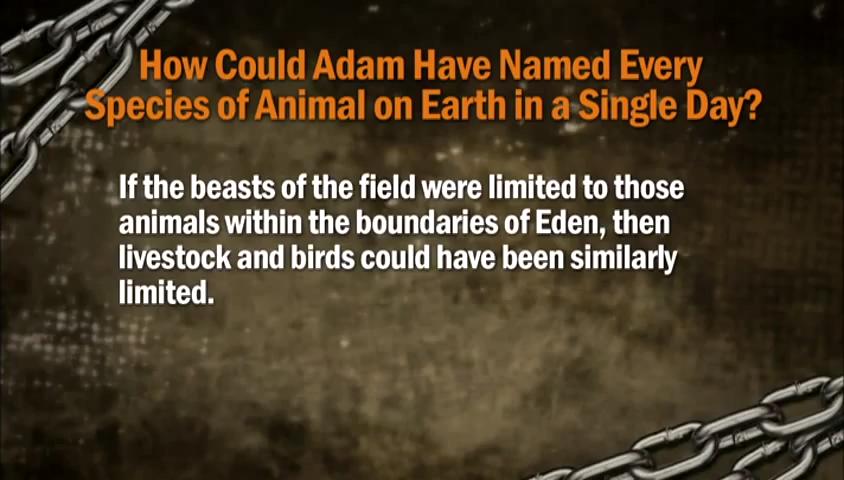 How Could Adam Have Named Every
Species of Animal on Earth in a Single Day?
If the beasts of the field were limited to those
animals within the boundaries of Eden, then
livestock and birds could have been similarly
limited.